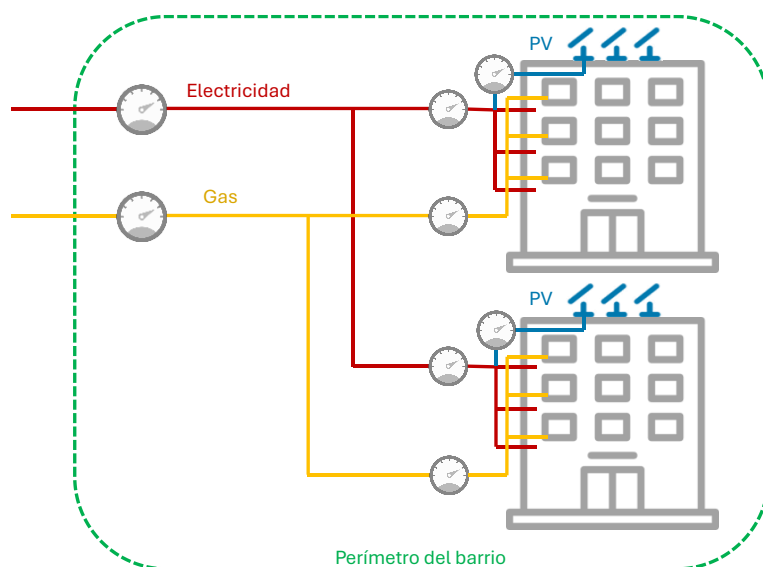 PV
Electricidad
Gas
PV
Perímetro del barrio